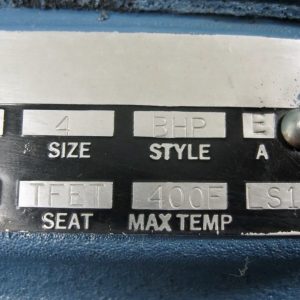 4 BHP E
SIZE STYLE A
TFET 400F LS1
SEAT MAX TEMP